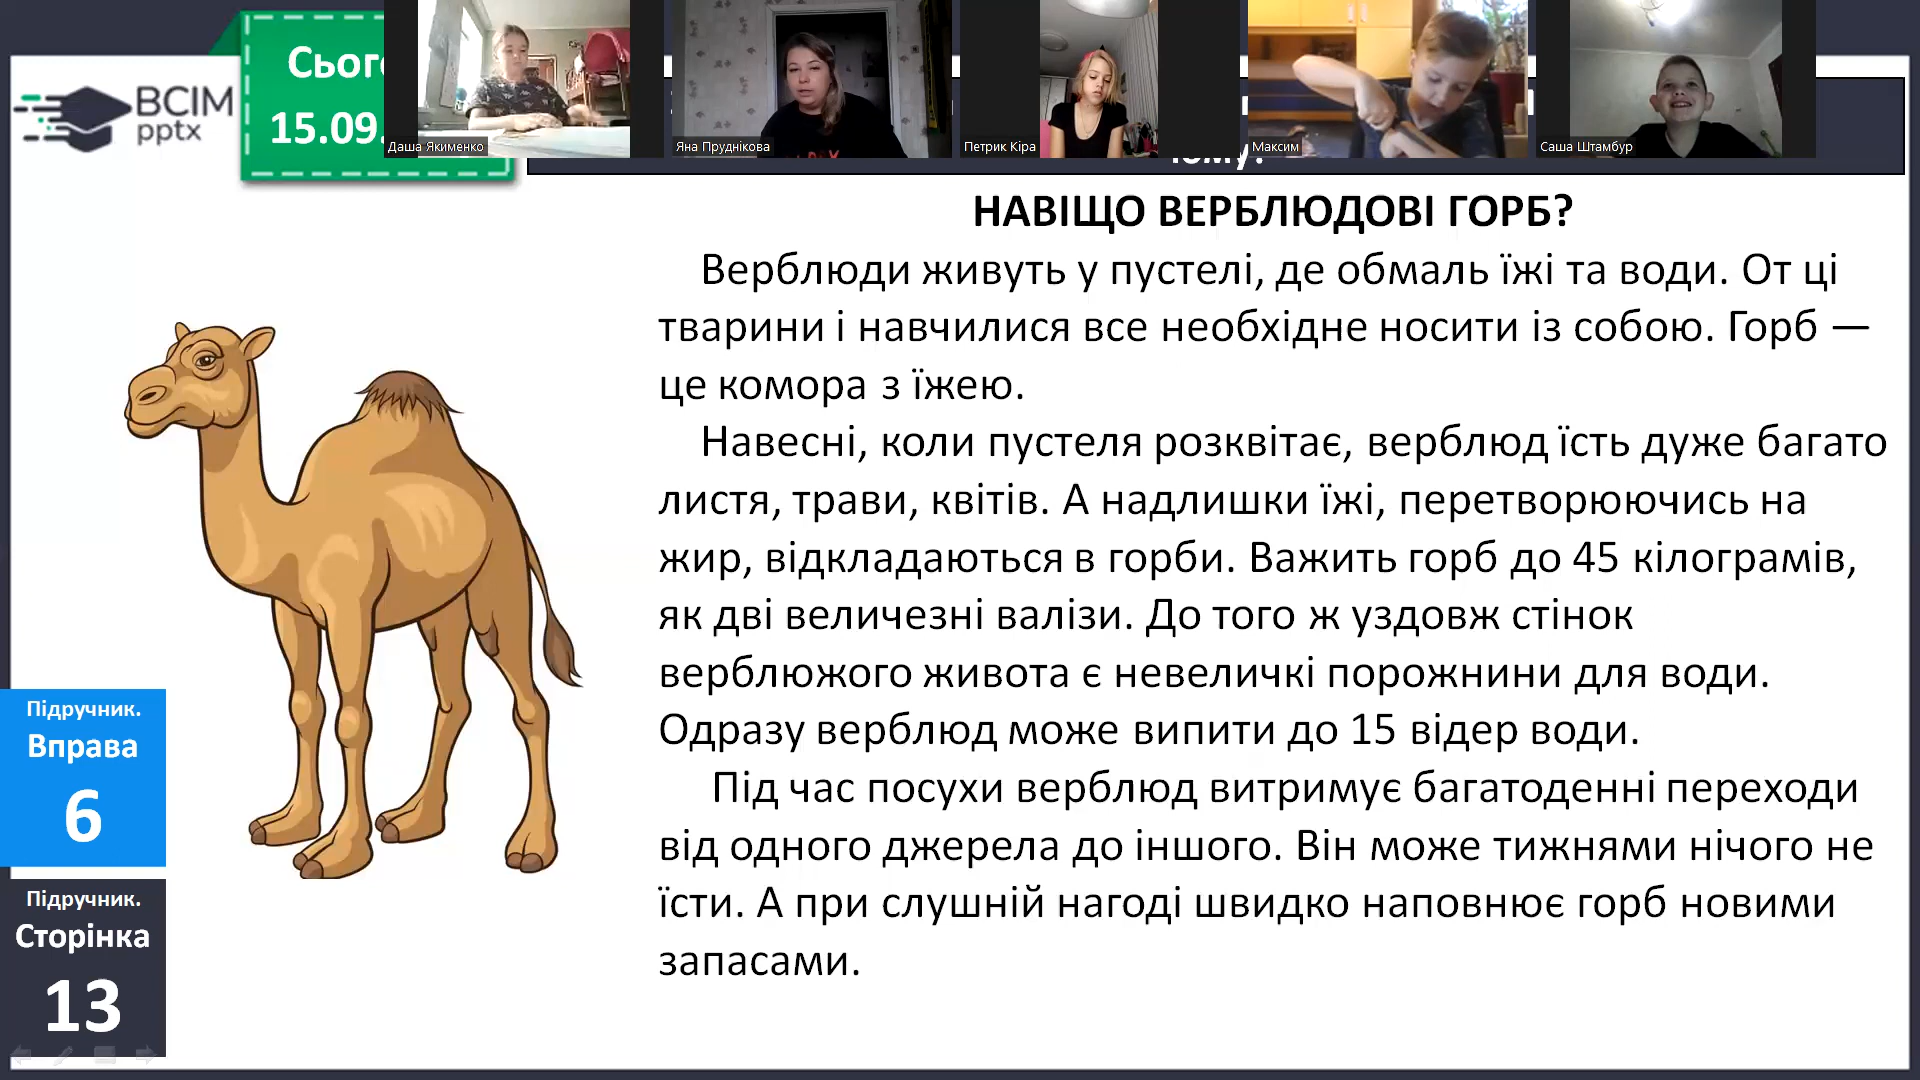 ВСІМ
pptx
15.09.
Даша Якименко
Яна Пруднікова
Петрик Кіра
Максим
Саша Штамбур
НАВІЩО ВЕРБЛЮДОВІ ГОРБ?
Верблюди живуть у пустелі, де обмаль їжі та води. От ці
тварини і навчилися все необхідне носити із собою. Горб —
це комора з їжею.
Навесні, коли пустеля розквітає, верблюд їсть дуже багато
листя, трави, квітів. А надлишки їжі, перетворюючись на
жир, відкладаються в горби. Важить горб до 45 кілограмів,
як дві величезні валізи. До того ж уздовж стінок
верблюжого живота є невеличкі порожнини для води.
Одразу верблюд може випити до 15 відер води.
Під час посухи верблюд витримує багатоденні переходи
від одного джерела до іншого. Він може тижнями нічого не
їсти. А при слушній нагоді швидко наповнює горб новими
запасами.
Підручник.
Вправа
6
Підручник.
Сторінка
13